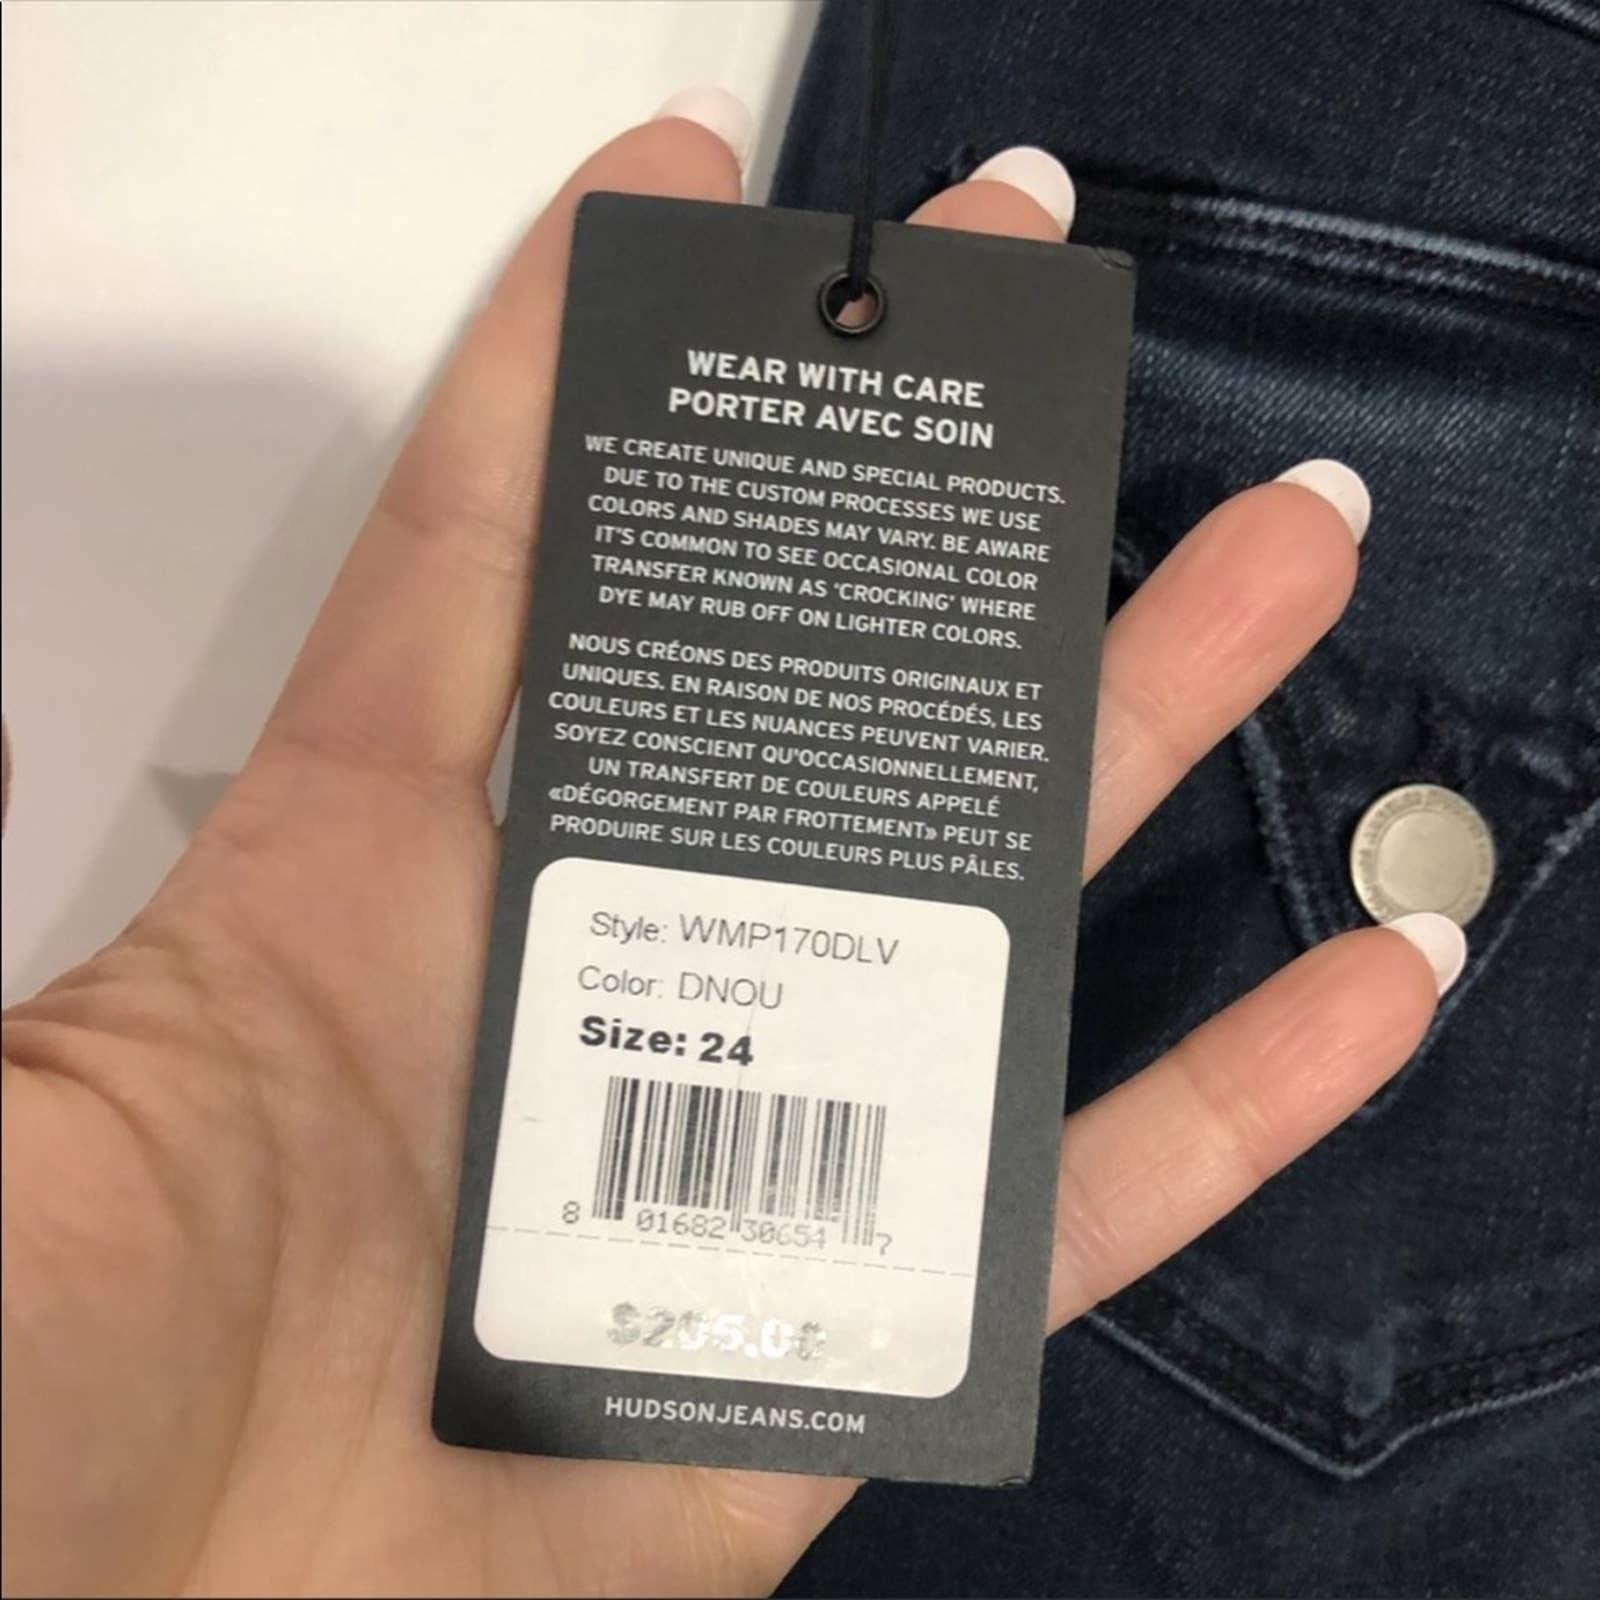 WEAR WITH CARE
PORTER AVEC SOIN
WE CREATE UNIQUE AND SPECIAL PRODUCTS.
DUE TO THE CUSTOM PROCESSES WE USE
COLORS AND SHADES MAY VARY. BE AWARE
IT'S COMMON TO SEE OCCASIONAL COLOR
TRANSFER KNOWN AS 'CROCKING' WHERE
DYE MAY RUB OFF ON LIGHTER COLORS.
NOUS CRÉONS DES PRODUITS ORIGINAUX ET
UNIQUES. EN RAISON DE NOS PROCÉDÉS, LES
COULEURS ET LES NUANCES PEUVENT VARIER.
SOYEZ CONSCIENT QU'OCCASIONNELLEMENT,
UN TRANSFERT DE COULEURS APPELÉ
«DÉGORGEMENT PAR FROTTEMENT» PEUT SE
PRODUIRE SUR LES COULEURS PLUS PÂLES.
Style: WMP170DLV
Color: DNOU
Size: 24
8 01682 30654 7
HUDSONJEANS.COM